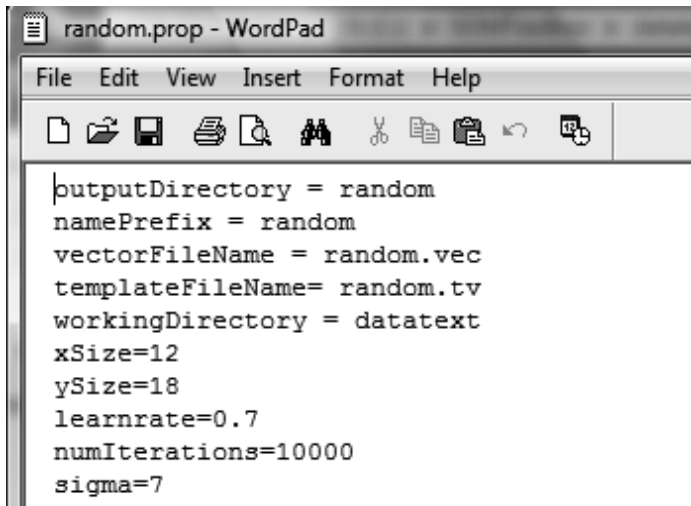 random.prop - WordPad
File Edit View Insert Format Help
outputDirectory = random
namePrefix = random
vectorFileName = random.vec
templateFileName= random.tv
workingDirectory = datatext
xSize=12
ySize=18
learnrate=0.7
numIterations=10000
sigma=7